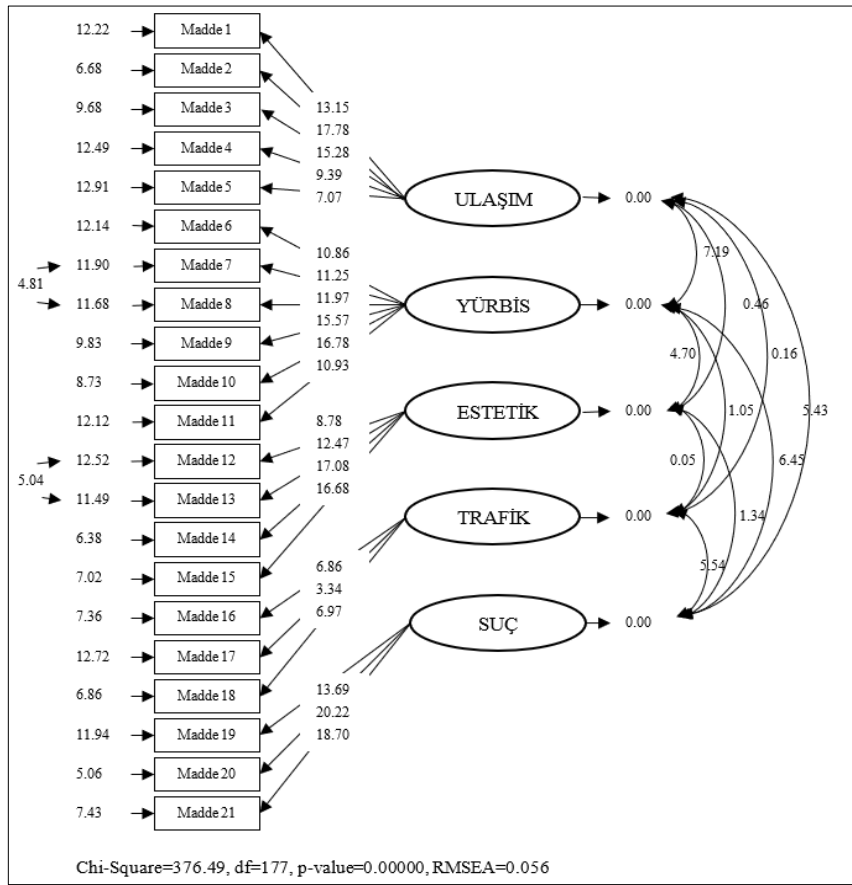 12.22 Madde 1
6.68 Madde 2
13.15
9.68 Madde 3
17.78
12.49 Madde 4
15.28
9.39
12.91 Madde 5
7.07
ULAŞIM 0.00
12.14 Madde 6
10.86
7.19
11.90 Madde 7
11.25
4.81
11.68 Madde 8
11.97
YÜRBİS 0.00
0.46
15.57
9.83 Madde 9
16.78
4.70
0.16
8.73 Madde 10
10.93
12.12 Madde 11
8.78
ESTETİK 0.00
1.05
5.43
12.47
12.52 Madde 12
17.08
0.05
6.45
5.04
11.49 Madde 13
16.68
6.38 Madde 14
TRAFİK 0.00
1.34
7.02 Madde 15
6.86
5.54
7.36 Madde 16
3.34
6.97
SUÇ 0.00
12.72 Madde 17
6.86 Madde 18
13.69
11.94 Madde 19
20.22
18.70
5.06 Madde 20
7.43 Madde 21
Chi-Square=376.49, df=177, p-value=0.00000, RMSEA=0.056